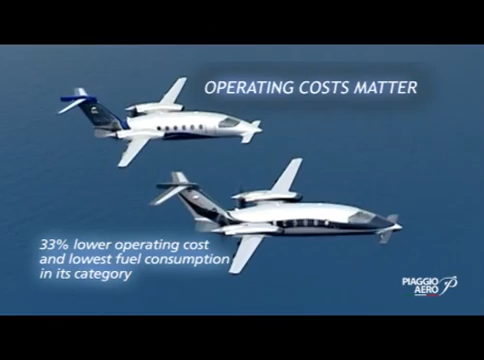 OPERATING COSTS MATTER
33% lower operating cost
and lowest fuel consumption
in its category
PIAGGIO
AERO